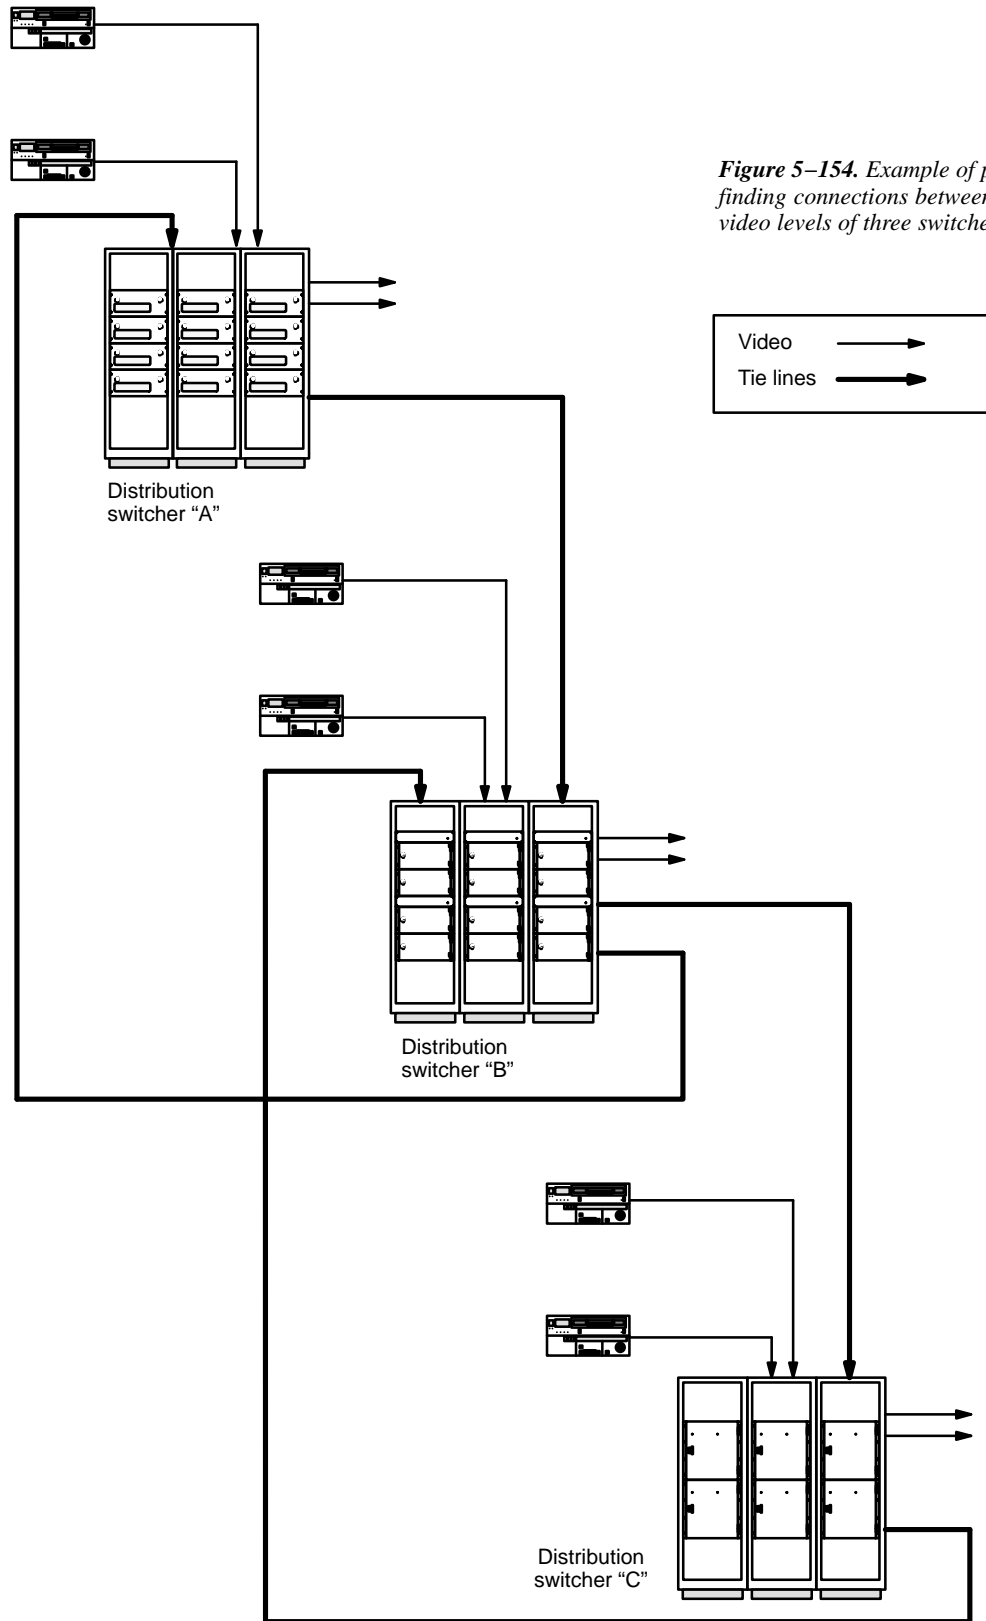 Figure 5–154. Example of p
finding connections between
video levels of three switche
Video
Tie lines
Distribution
switcher “A”
Distribution
switcher “B”
Distribution
switcher “C”